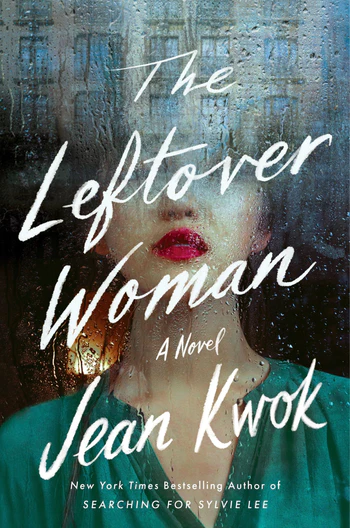 The
Leftover
Woman
A Novel
Jean Kwok
New York Times Bestselling Author of
SEARCHING FOR SYLVIE LEE